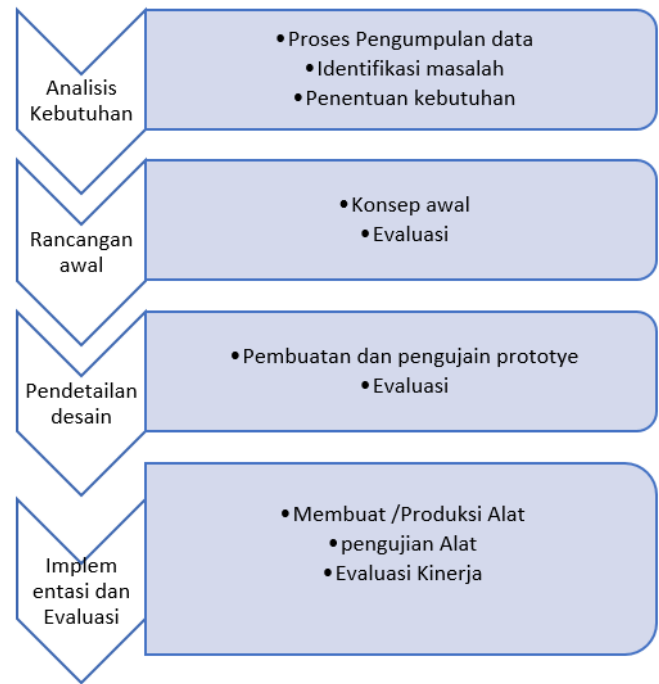 Analisis
Kebutuhan
•Proses Pengumpulan data
•Identifikasi masalah
•Penentuan kebutuhan
Rancangan
awal
•Konsep awal
•Evaluasi
Pendetailan
desain
•Pembuatan dan pengujain prototye
•Evaluasi
Implem
entasi dan
Evaluasi
•Membuat /Produksi Alat
•pengujian Alat
•Evaluasi Kinerja